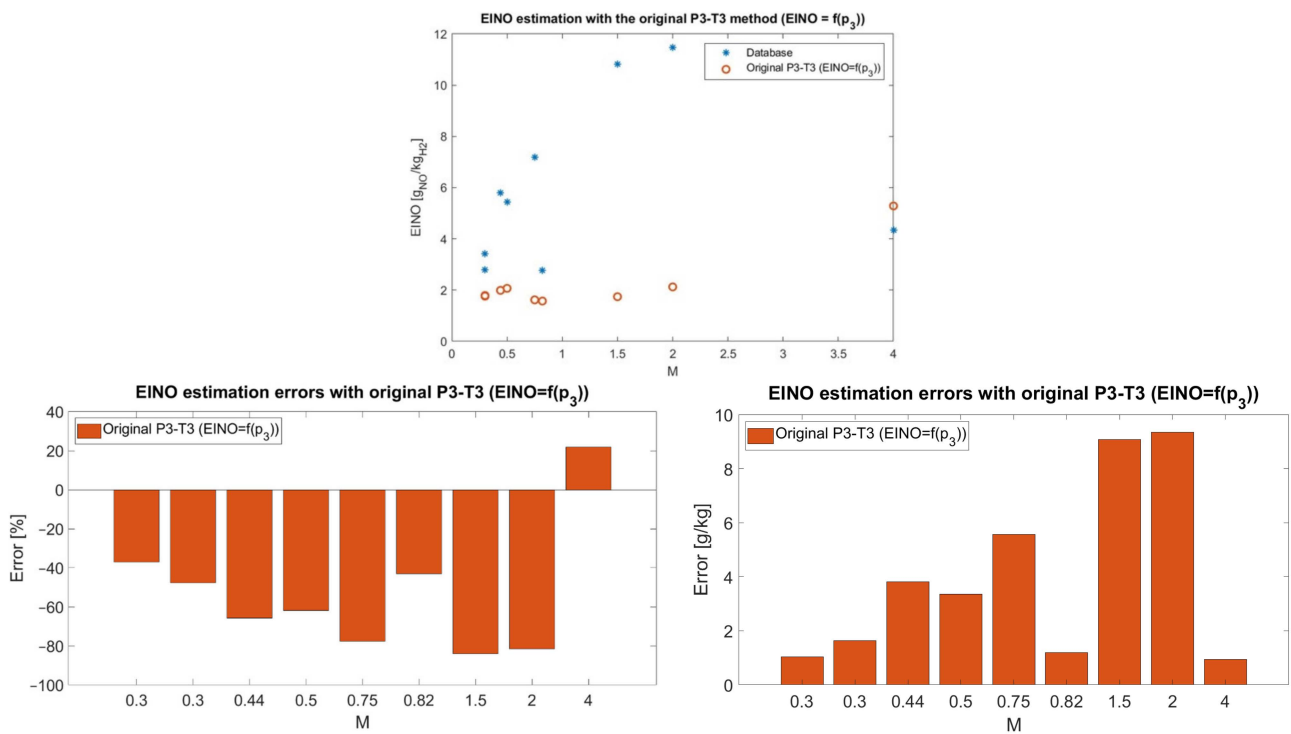 EINO estimation with the original P3-T3 method (EINO = f(p3))
12
10
8
6
4
2
0
EINO [gNO/kgH2]
Database
Original P3-T3 (EINO=f(p3))
0 0.5 1 1.5 2 2.5 3 3.5 4
M
EINO estimation errors with original P3-T3 (EINO=f(p3))
40
20
0
−20
−40
−60
−80
−100
Error [%]
Original P3-T3 (EINO=f(p3))
0.3 0.3 0.44 0.5 0.75 0.82 1.5 2 4
M
EINO estimation errors with original P3-T3 (EINO=f(p3))
10
8
6
4
2
0
Error [g/kg]
Original P3-T3 (EINO=f(p3))
0.3 0.3 0.44 0.5 0.75 0.82 1.5 2 4
M